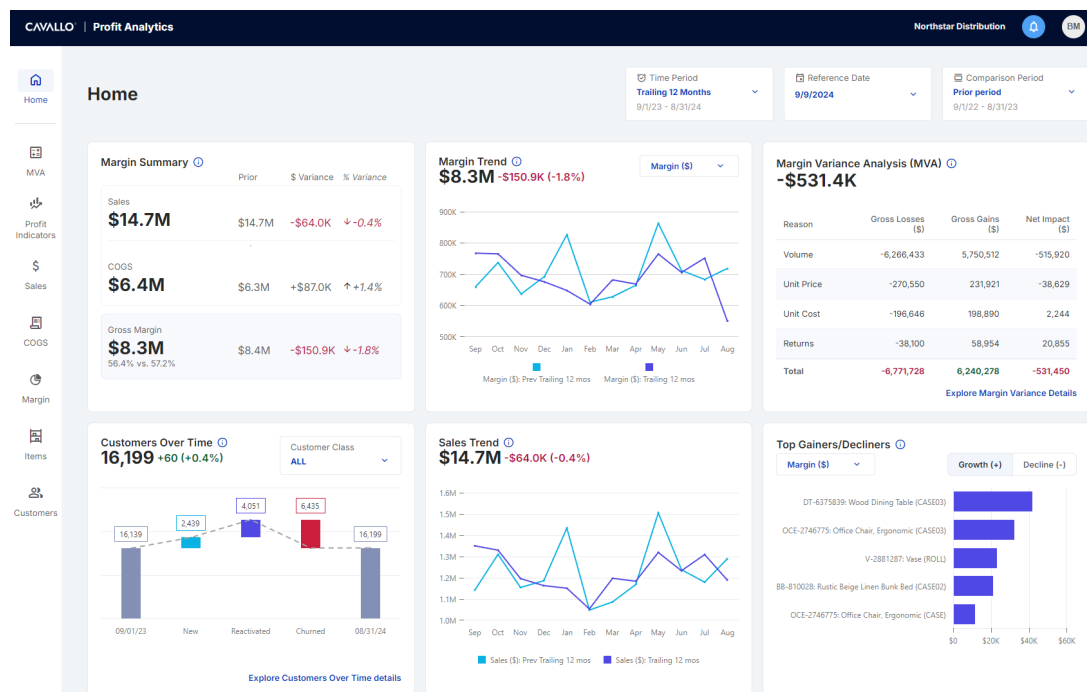 CAVALLO | Profit Analytics
Northstar Distribution
BM
Home
MVA
Profit
Indicators
Sales
COGS
Margin
Items
Customers
Home
Time Period
Trailing 12 Months
9/1/23 - 8/31/24
Reference Date
9/9/2024
Comparison Period
Prior period
9/1/22 - 8/31/23
Margin Summary
Prior $ Variance % Variance
Sales
$14.7M $14.7M -$64.0K -0.4%
COGS
$6.4M $6.3M +$87.0K +1.4%
Gross Margin
$8.3M $8.4M -$150.9K -1.8%
56.4% vs. 57.2%
Margin Trend
$8.3M -$150.9K (-1.8%)
Margin ($)
900K
800K
700K
600K
500K
Sep Oct Nov Dec Jan Feb Mar Apr May Jun Jul Aug
Margin ($): Prev Trailing 12 mos Margin ($): Trailing 12 mos
Margin Variance Analysis (MVA)
-$531.4K
Reason Gross Losses ($) Gross Gains ($) Net Impact ($)
Volume -6,266,433 5,750,512 -515,920
Unit Price -270,550 231,921 -38,629
Unit Cost -196,646 198,890 2,244
Returns -38,100 58,954 20,855
Total -6,771,728 6,240,278 -531,450
Explore Margin Variance Details
Customers Over Time
16,199 +60 (+0.4%)
Customer Class
ALL
16,139
2,439
4,051
6,435
16,199
09/01/23 New Reactivated Churned 08/31/24
Explore Customers Over Time details
Sales Trend
$14.7M -$64.0K (-0.4%)
1.6M
1.5M
1.4M
1.3M
1.2M
1.1M
1.0M
Sep Oct Nov Dec Jan Feb Mar Apr May Jun Jul Aug
Sales ($): Prev Trailing 12 mos Sales ($): Trailing 12 mos
Top Gainers/Decliners
Margin ($)
Growth (+) Decline (-)
DT-6375839: Wood Dining Table (CASE03)
OCE-2746775: Office Chair, Ergonomic (CASE03)
V-2881287: Vase (ROLL)
BB-810028: Rustic Beige Linen Bunk Bed (CASE02)
OCE-2746775: Office Chair, Ergonomic (CASE)
$0 $20K $40K $60K